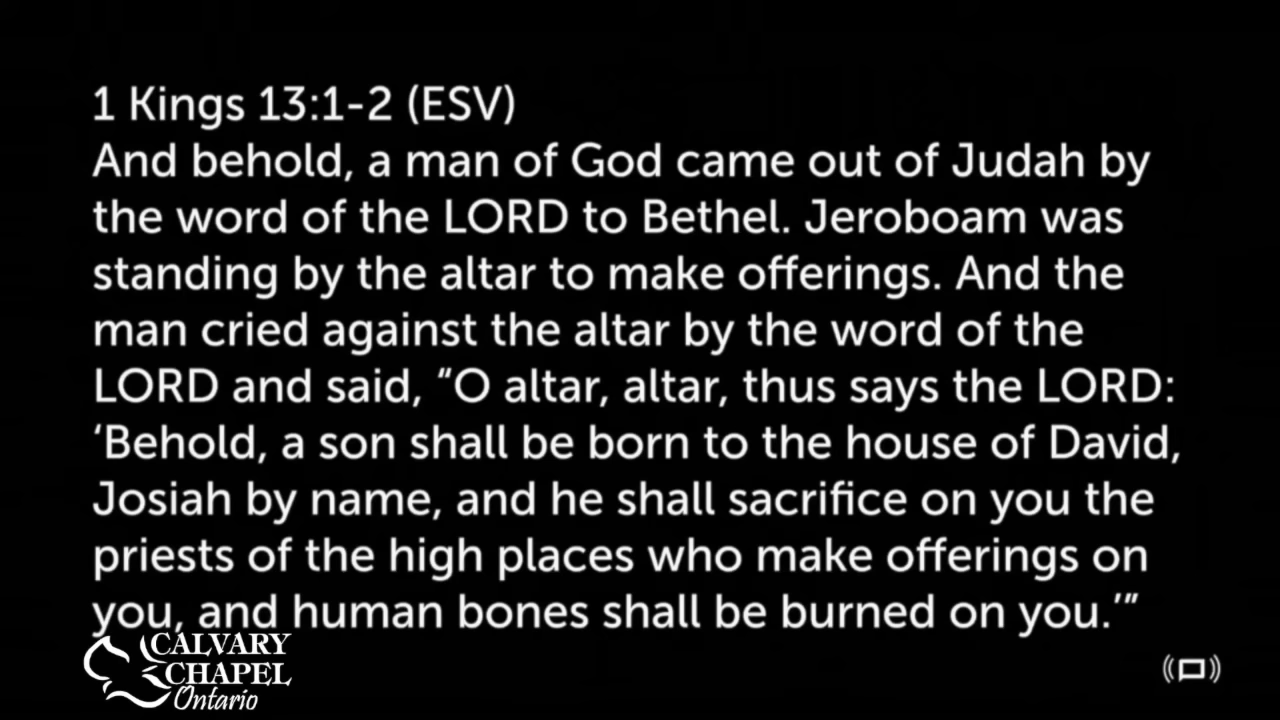 1 Kings 13:1-2 (ESV)
And behold, a man of God came out of Judah by
the word of the LORD to Bethel. Jeroboam was
standing by the altar to make offerings. And the
man cried against the altar by the word of the
LORD and said, “O altar, altar, thus says the LORD:
‘Behold, a son shall be born to the house of David,
Josiah by name, and he shall sacrifice on you the
priests of the high places who make offerings on
you, and human bones shall be burned on you.’”
CALVARY
CHAPEL
Ontario